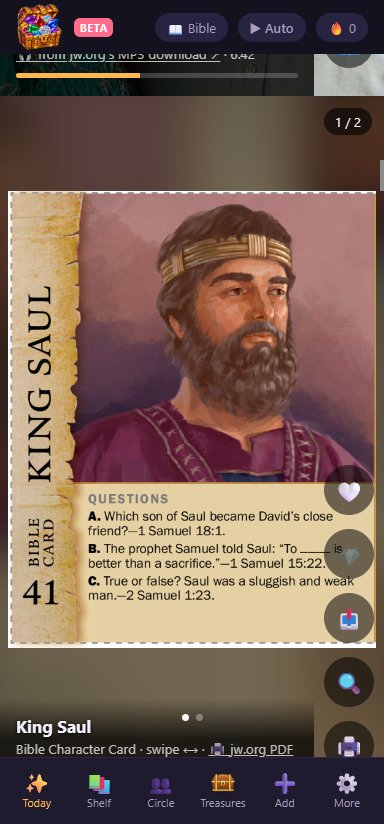 BETA
Bible
Auto
0
from jw.org's MP3 download ↗ · 6:42
1 / 2
KING SAUL
BIBLE
CARD
41
QUESTIONS
A. Which son of Saul became David's close
friend?—1 Samuel 18:1.
B. The prophet Samuel told Saul: “To _____ is
better than a sacrifice.”—1 Samuel 15:22.
C. True or false? Saul was a sluggish and weak
man.—2 Samuel 1:23.
King Saul
Bible Character Card · swipe ↔ · jw.org PDF
Today
Shelf
Circle
Treasures
Add
More